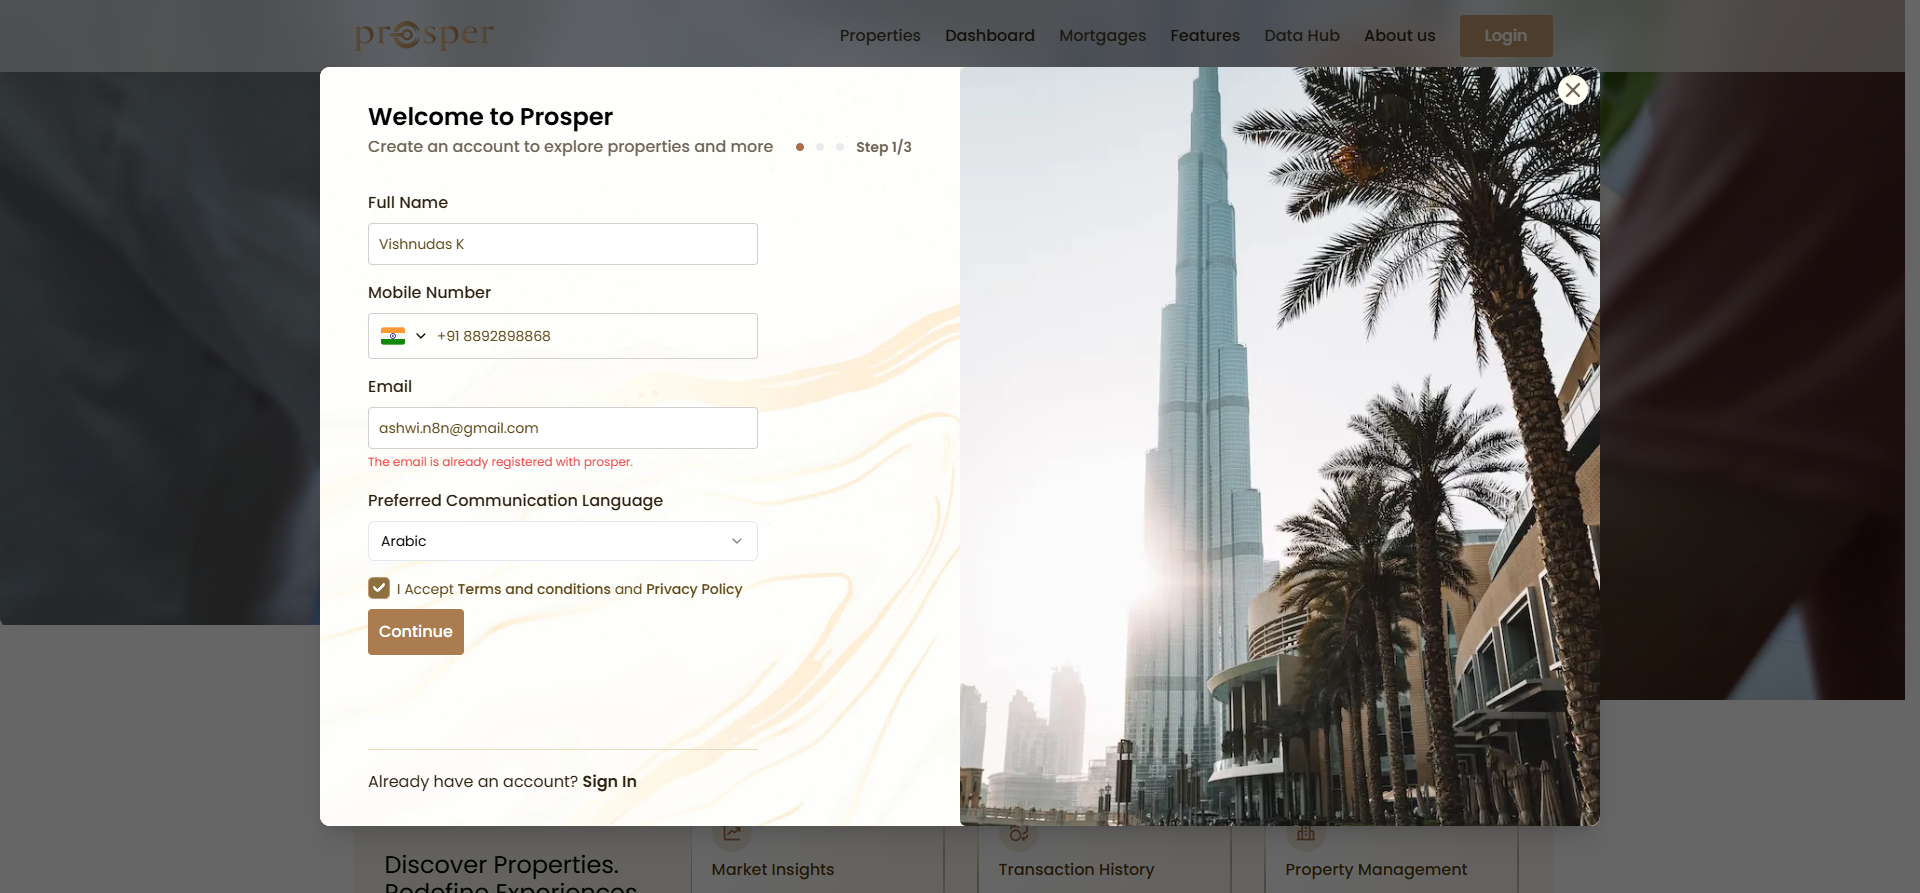 prosper
Properties Dashboard Mortgages Features Data Hub About us Login
Welcome to Prosper
Create an account to explore properties and more Step 1/3
Full Name
Vishnudas K
Mobile Number
+91 8892898868
Email
ashwi.n8n@gmail.com
The email is already registered with prosper.
Preferred Communication Language
Arabic
I Accept Terms and conditions and Privacy Policy
Continue
Already have an account? Sign In
Discover Properties.
Redefine Experiences
Market Insights
Transaction History
Property Management